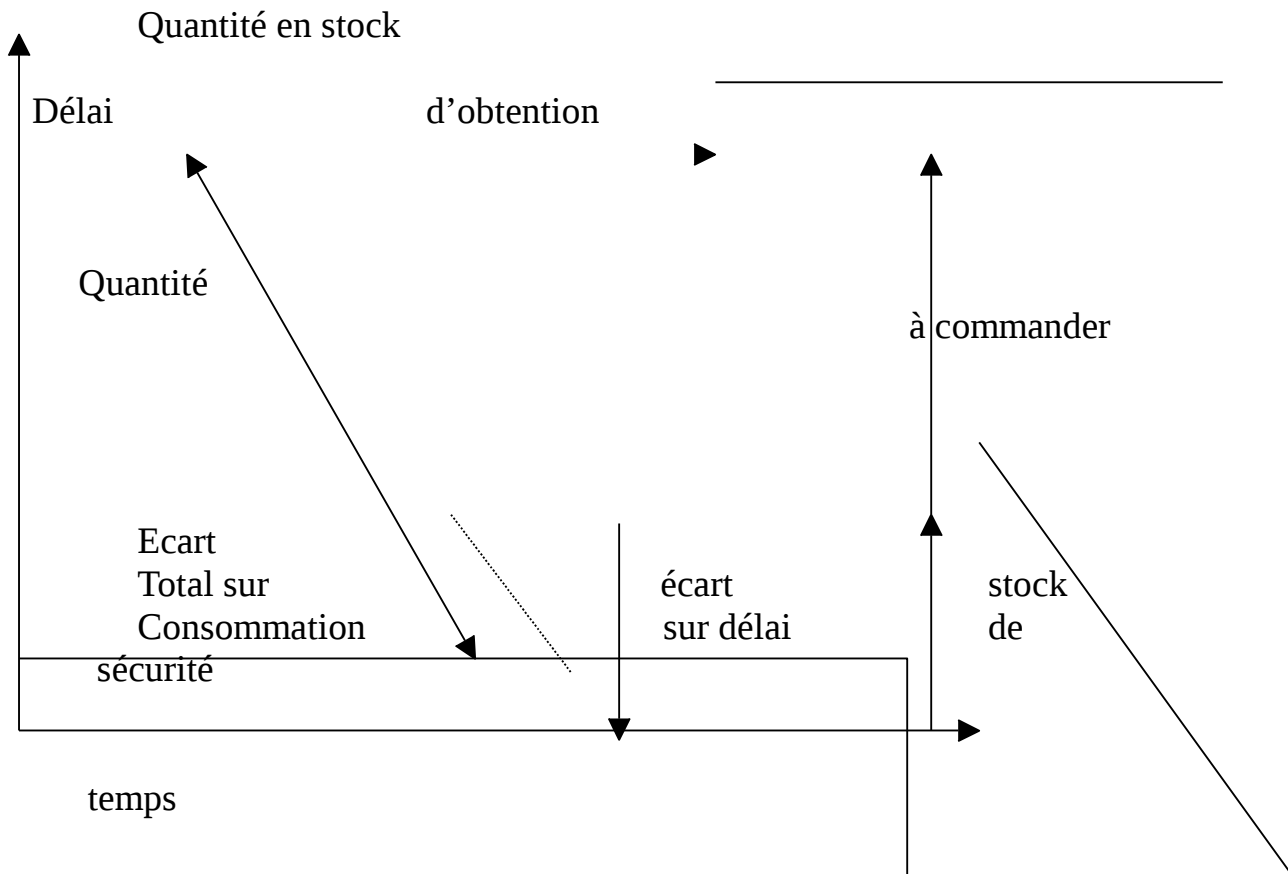 Quantité en stock
Délai d’obtention
Quantité
à commander
Ecart
Total sur écart stock
Consommation sur délai de
sécurité
temps